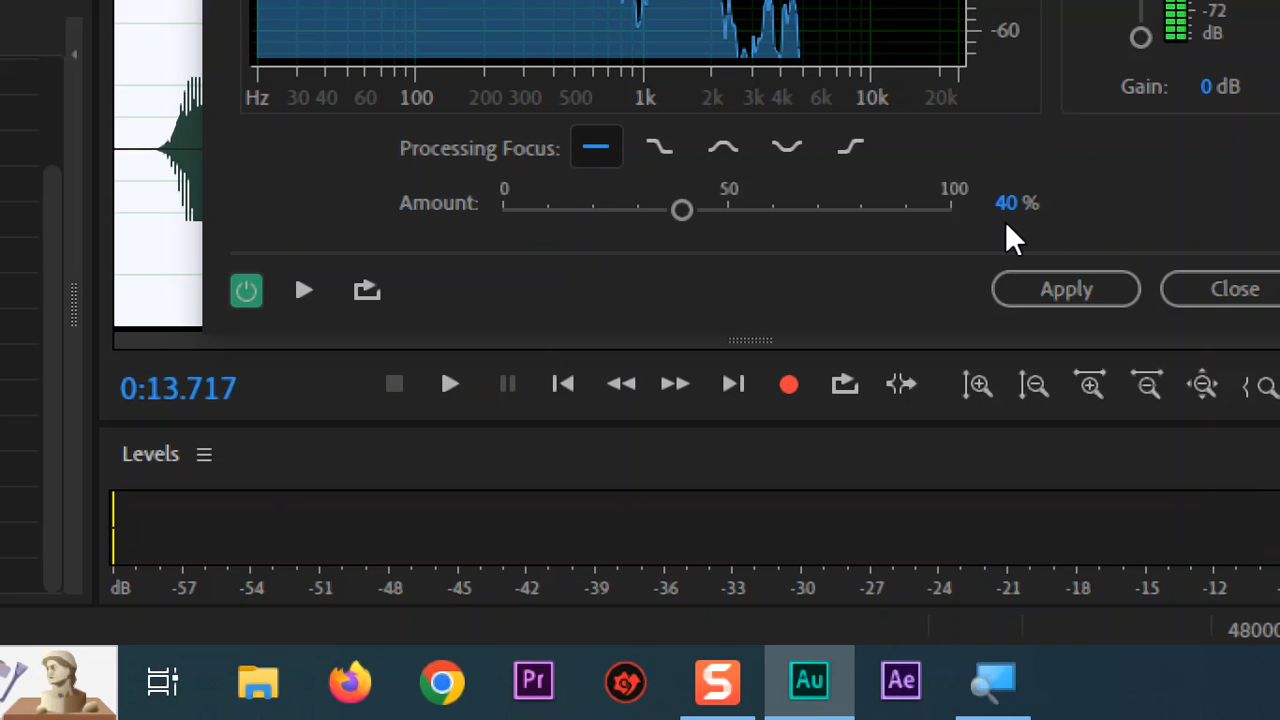 -72
-60
dB
Gain: 0 dB
Hz 30 40 60 100 200 300 500 1k 2k 3k 4k 6k 10k 20k
Processing Focus:
0 50 100
Amount: 40 %
Apply Close
0:13.717
Levels
dB -57 -54 -51 -48 -45 -42 -39 -36 -33 -30 -27 -24 -21 -18 -15 -12
48000
Pr S Au Ae